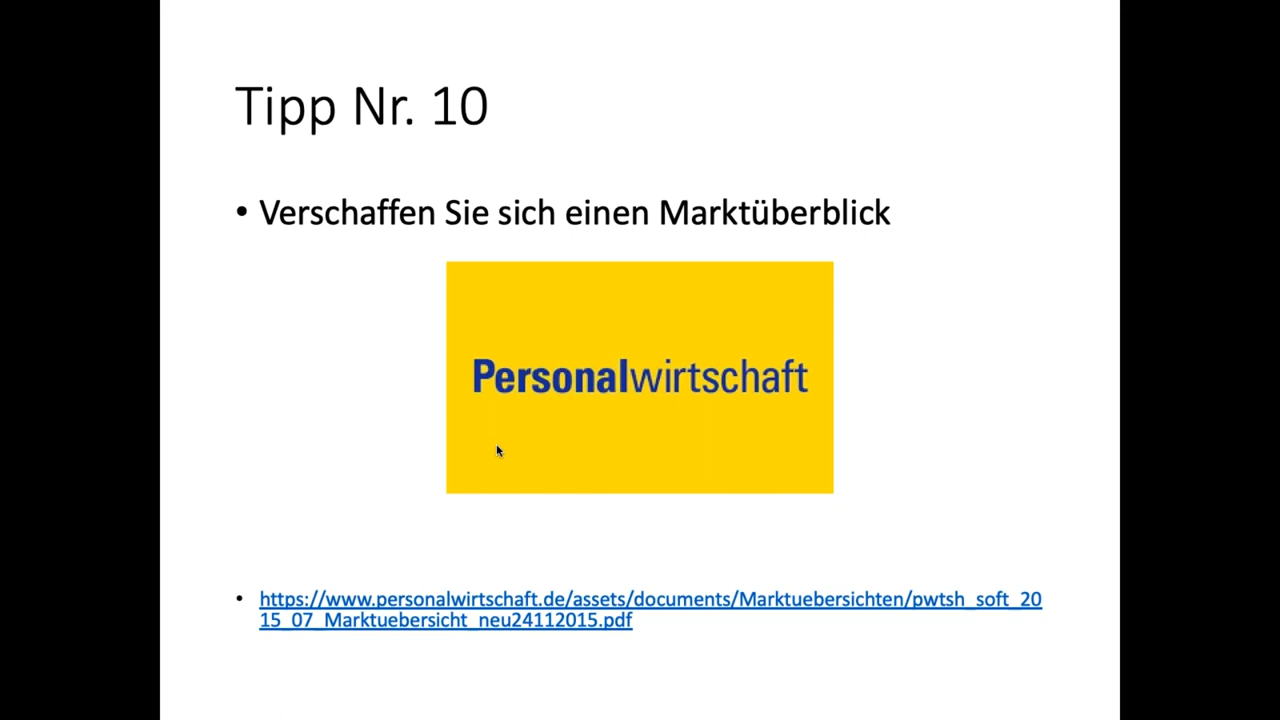 Tipp Nr. 10
• Verschaffen Sie sich einen Marktüberblick
Personalwirtschaft
• https://www.personalwirtschaft.de/assets/documents/Marktuebersichten/pwtsh_soft_20
15_07_Marktuebersicht_neu24112015.pdf